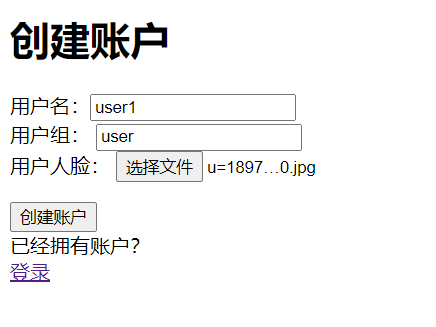 创建账户
用户名：user1
用户组： user
用户人脸： 选择文件 u=1897…0.jpg
创建账户
已经拥有账户？
登录